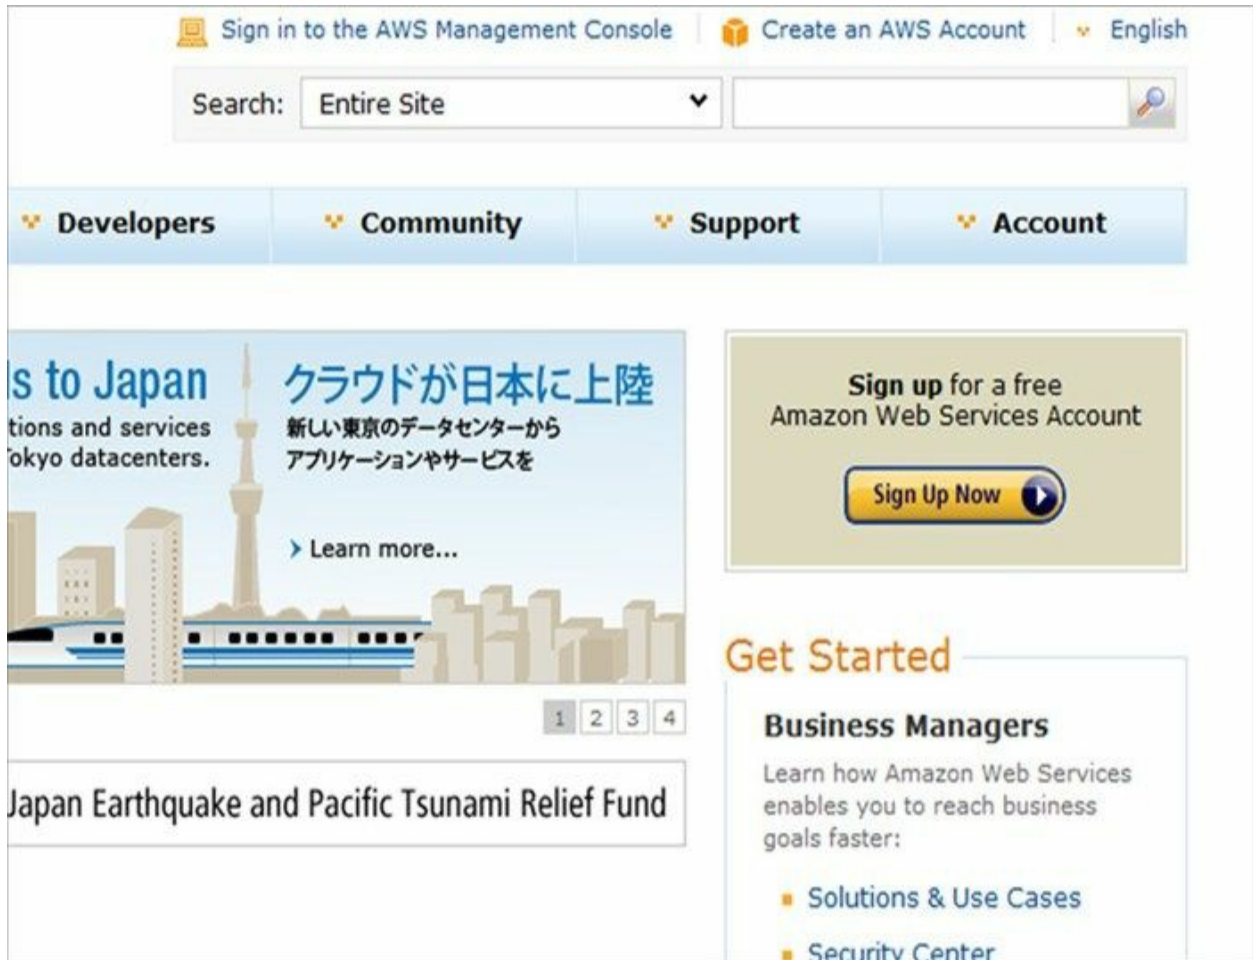 Sign in to the AWS Management Console
Create an AWS Account
English
Search:
Entire Site
Developers
Community
Support
Account
s to Japan
tions and services
okyo datacenters.
クラウドが日本に上陸
新しい東京のデータセンターから
アプリケーションやサービスを
Learn more...
1 2 3 4
Japan Earthquake and Pacific Tsunami Relief Fund
Sign up for a free
Amazon Web Services Account
Sign Up Now
Get Started
Business Managers
Learn how Amazon Web Services
enables you to reach business
goals faster:
Solutions & Use Cases
Security Center